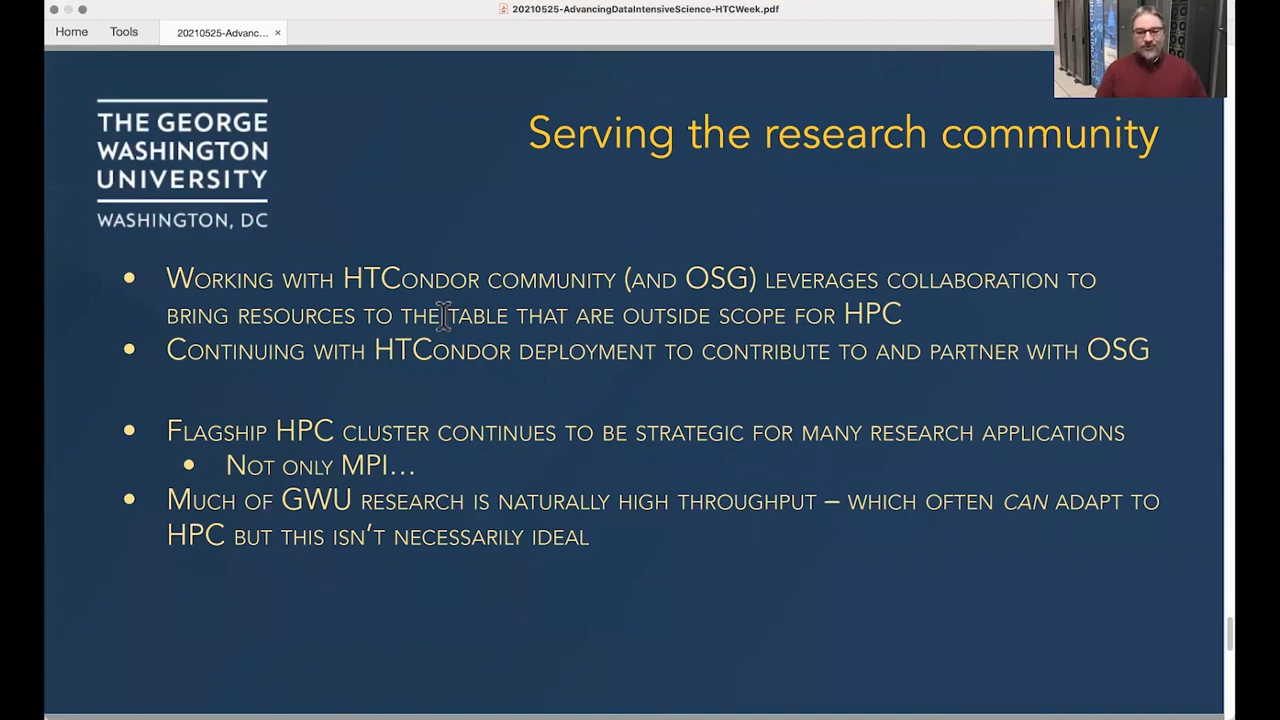 20210525-AdvancingDataIntensiveScience-HTCWeek.pdf
Home Tools 20210525-Advanc... ×
THE GEORGE
WASHINGTON
UNIVERSITY
WASHINGTON, DC
Serving the research community
• Working with HTCondor community (and OSG) leverages collaboration to
bring resources to the table that are outside scope for HPC
• Continuing with HTCondor deployment to contribute to and partner with OSG
• Flagship HPC cluster continues to be strategic for many research applications
• Not only MPI...
• Much of GWU research is naturally high throughput – which often can adapt to
HPC but this isn't necessarily ideal